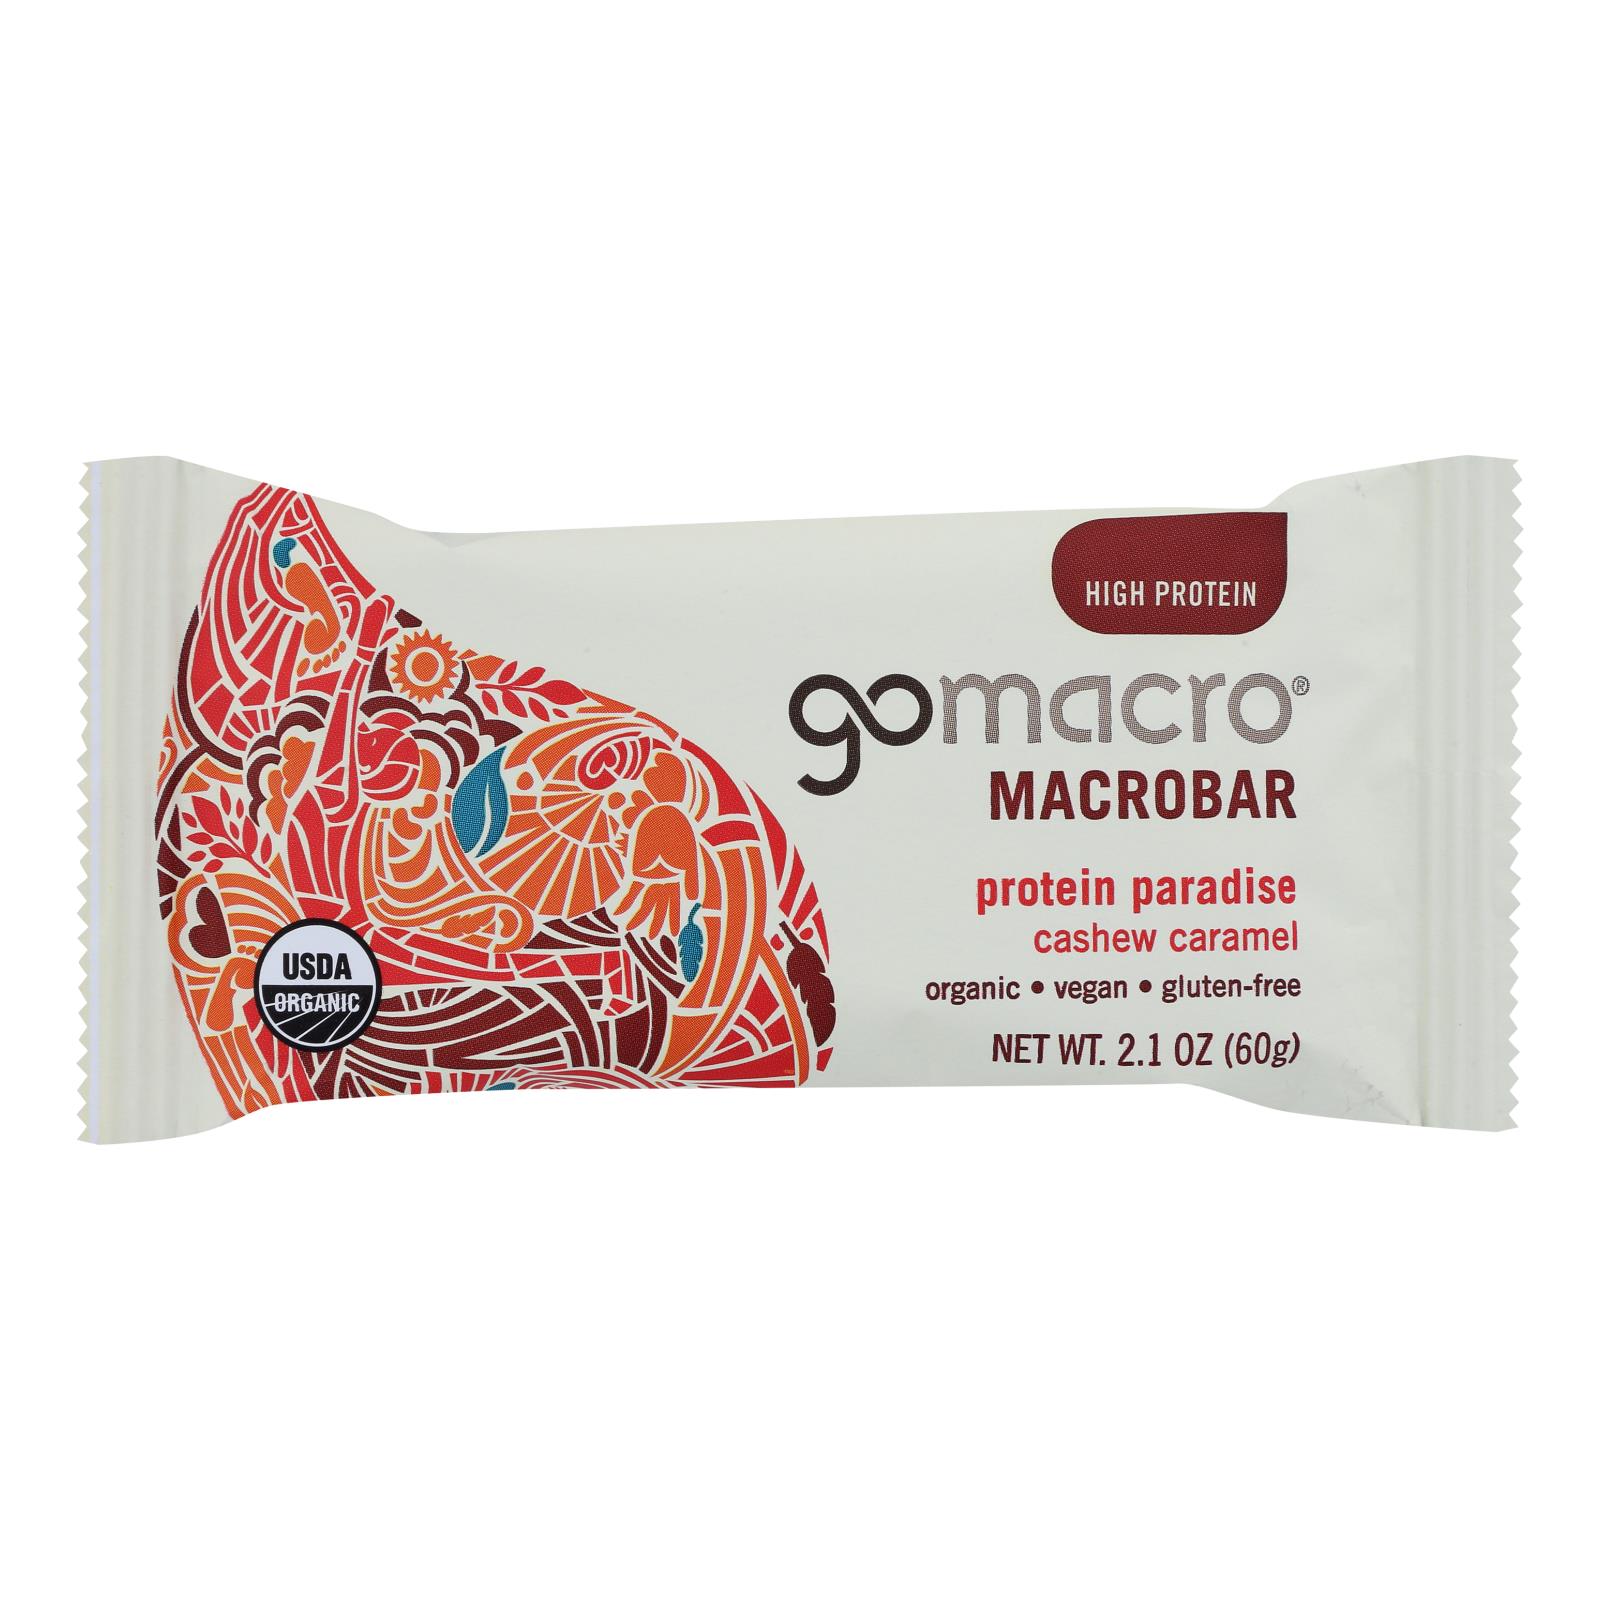 HIGH PROTEIN
gomacro®
MACROBAR
protein paradise
cashew caramel
organic • vegan • gluten-free
NET WT. 2.1 OZ (60g)
USDA
ORGANIC